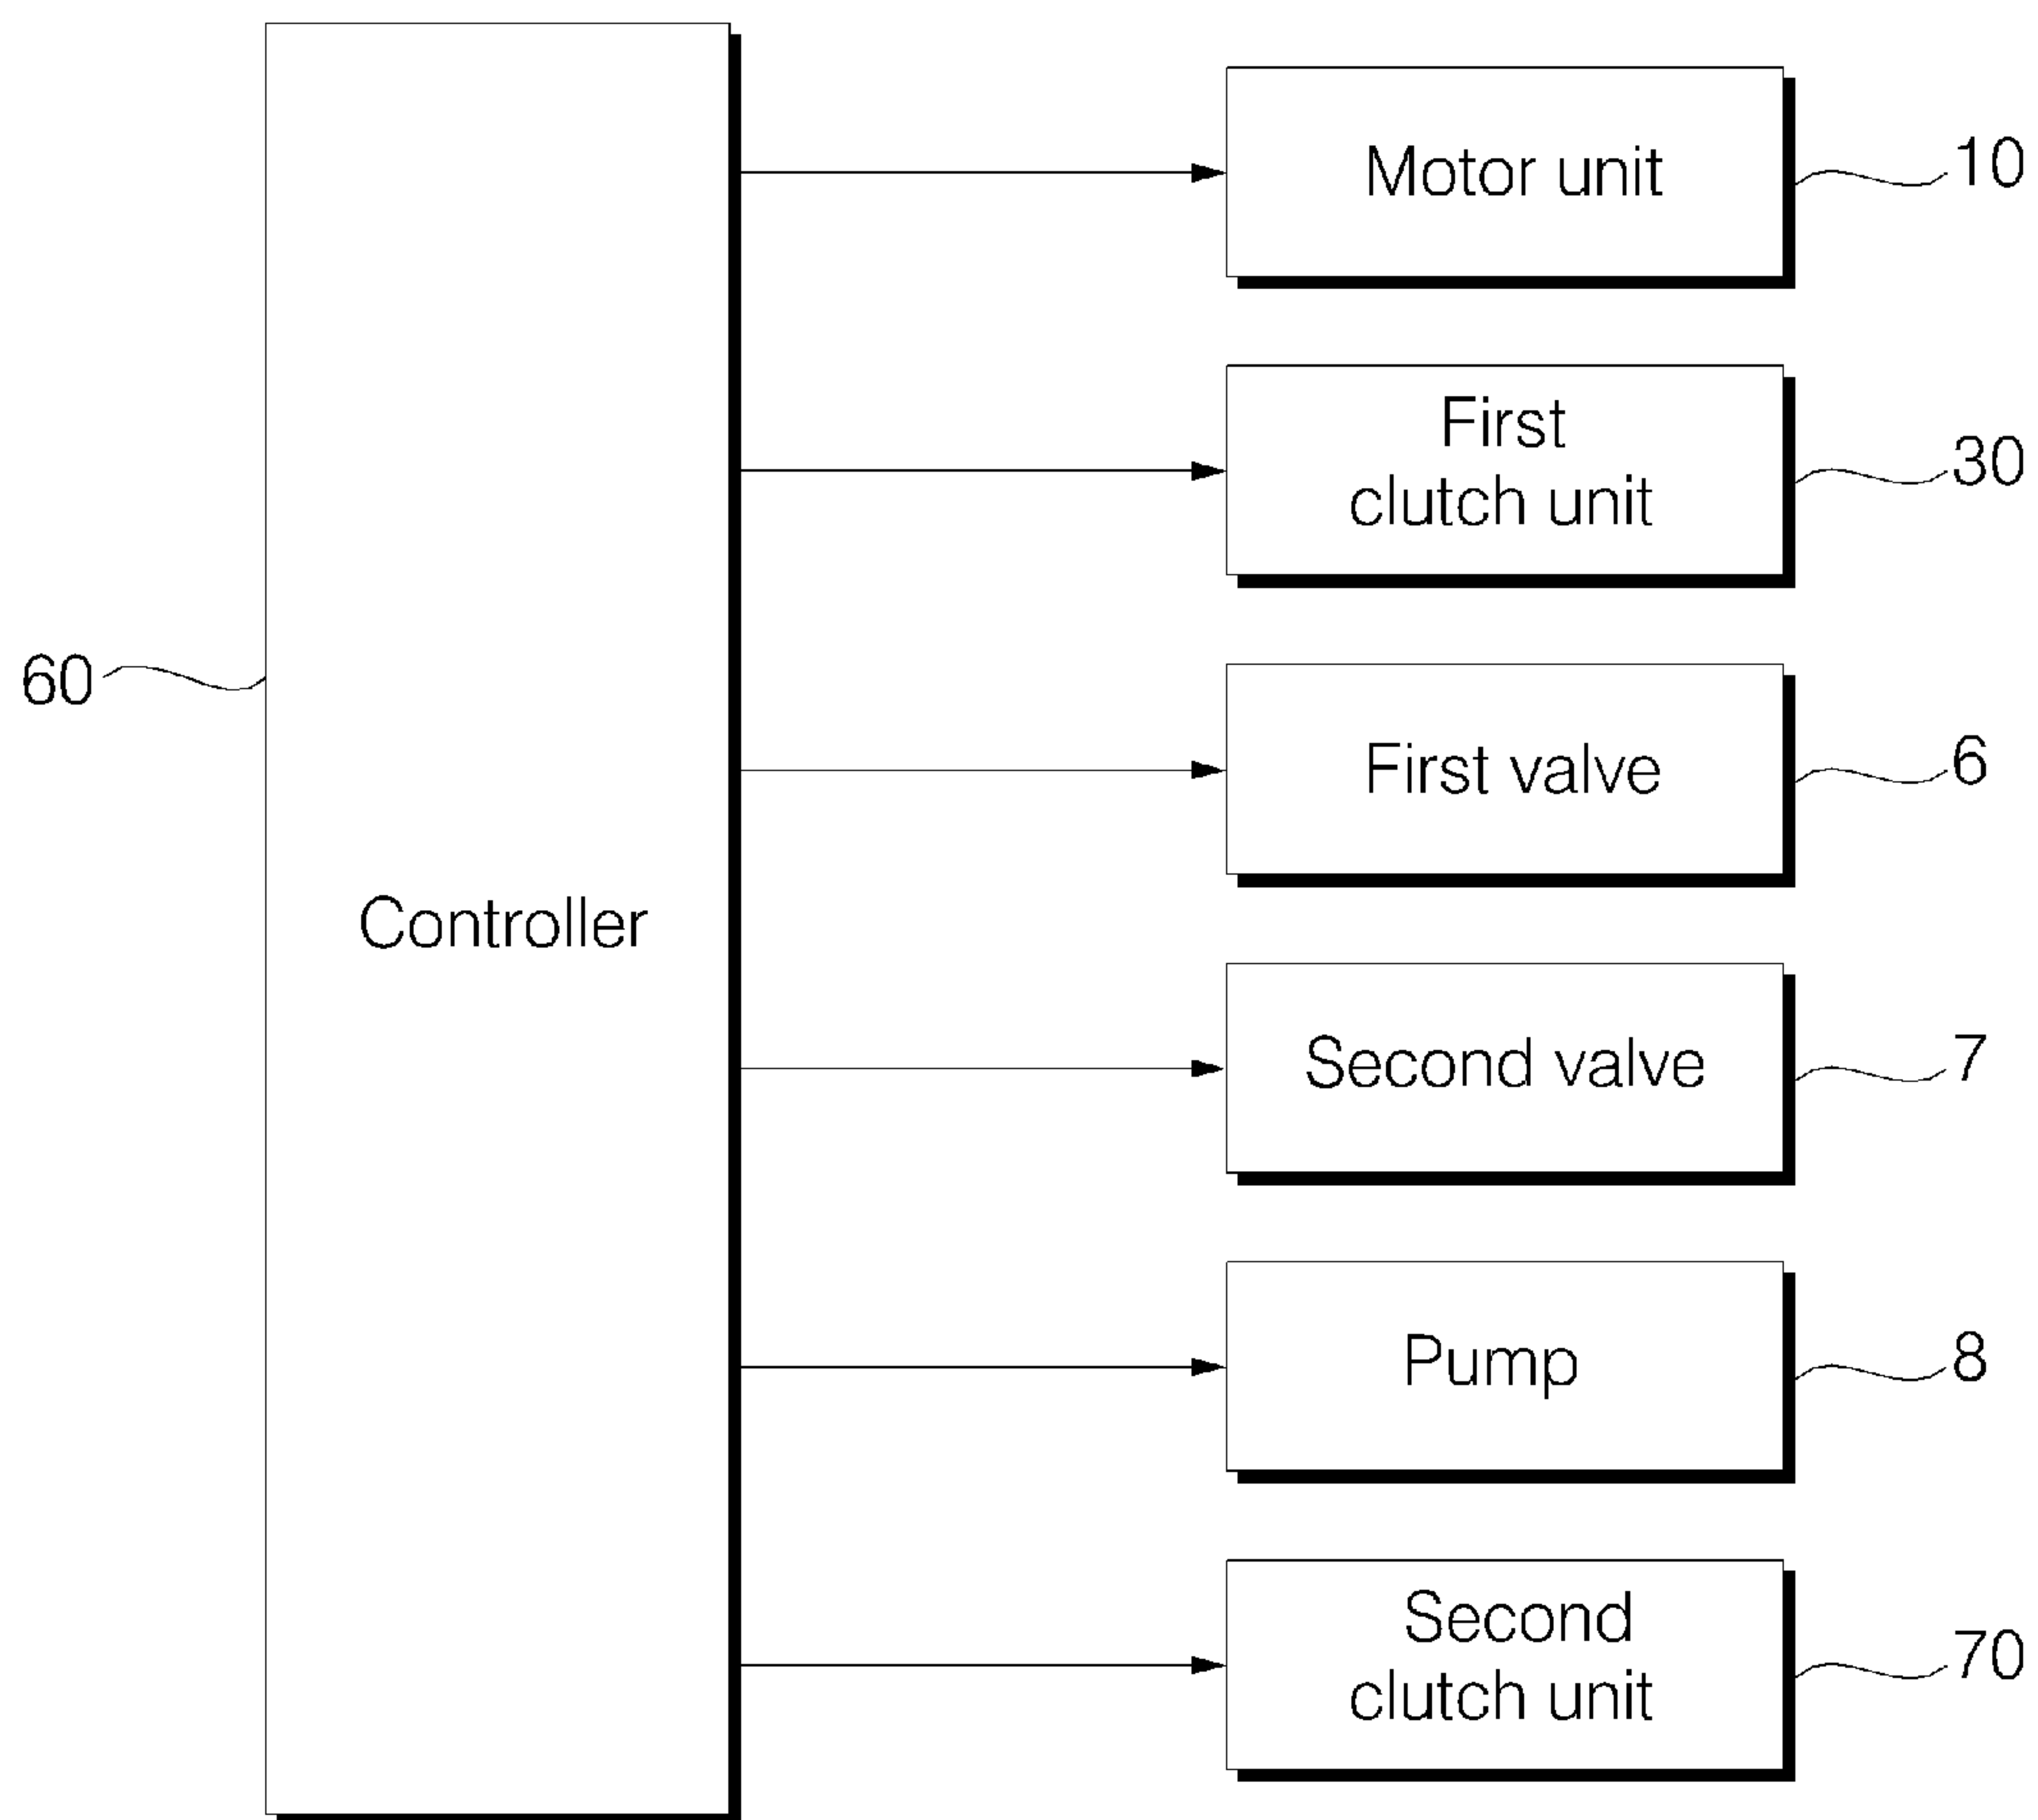 Motor unit
10
First
clutch unit
30
60
First valve
6
Controller
Second valve
7
Pump
8
Second
clutch unit
70